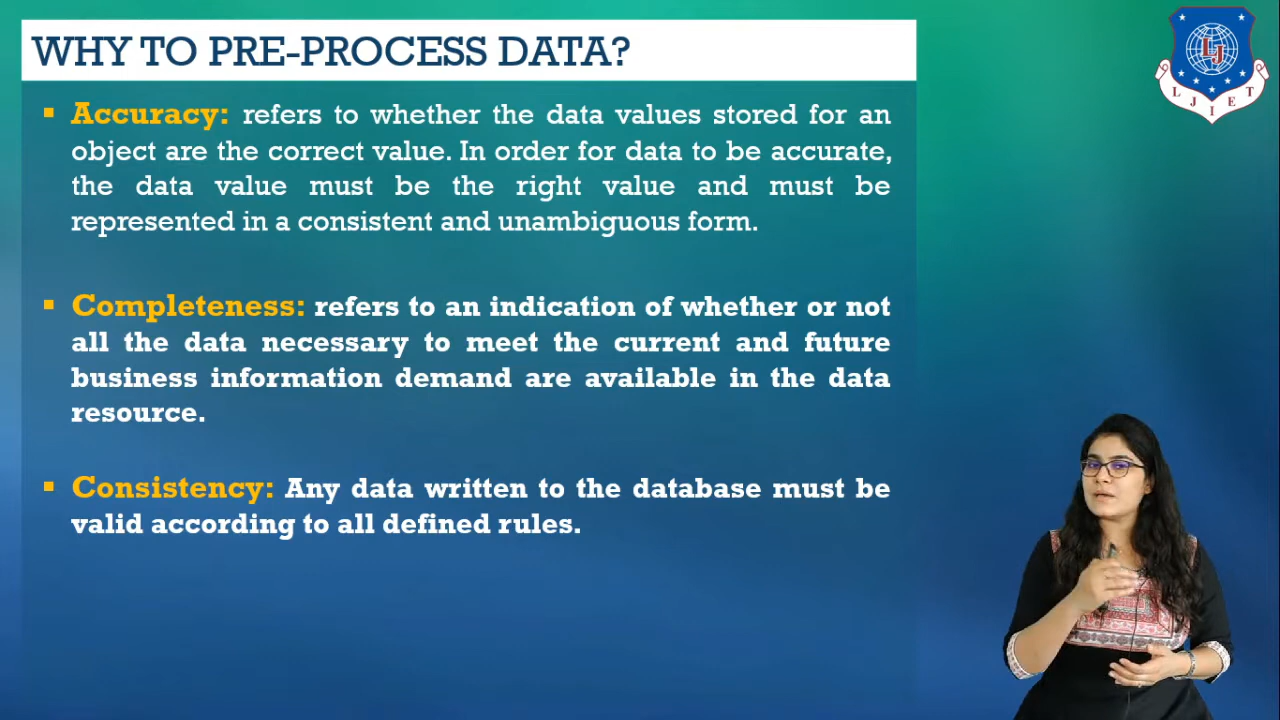 WHY TO PRE-PROCESS DATA?
▪ Accuracy: refers to whether the data values stored for an
object are the correct value. In order for data to be accurate,
the data value must be the right value and must be
represented in a consistent and unambiguous form.
▪ Completeness: refers to an indication of whether or not
all the data necessary to meet the current and future
business information demand are available in the data
resource.
▪ Consistency: Any data written to the database must be
valid according to all defined rules.
LJ
L J I E T